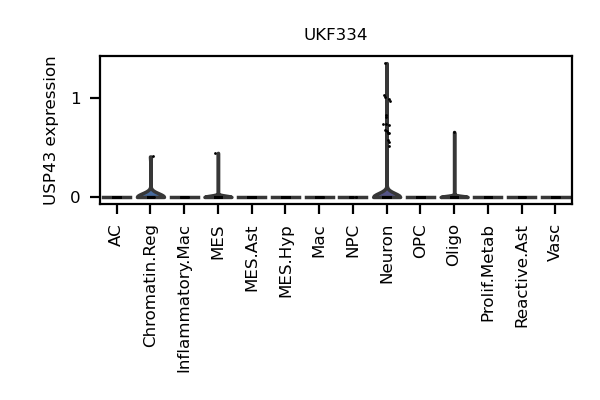 UKF334
USP43 expression
1
0
AC
Chromatin.Reg
Inflammatory.Mac
MES
MES.Ast
MES.Hyp
Mac
NPC
Neuron
OPC
Oligo
Prolif.Metab
Reactive.Ast
Vasc